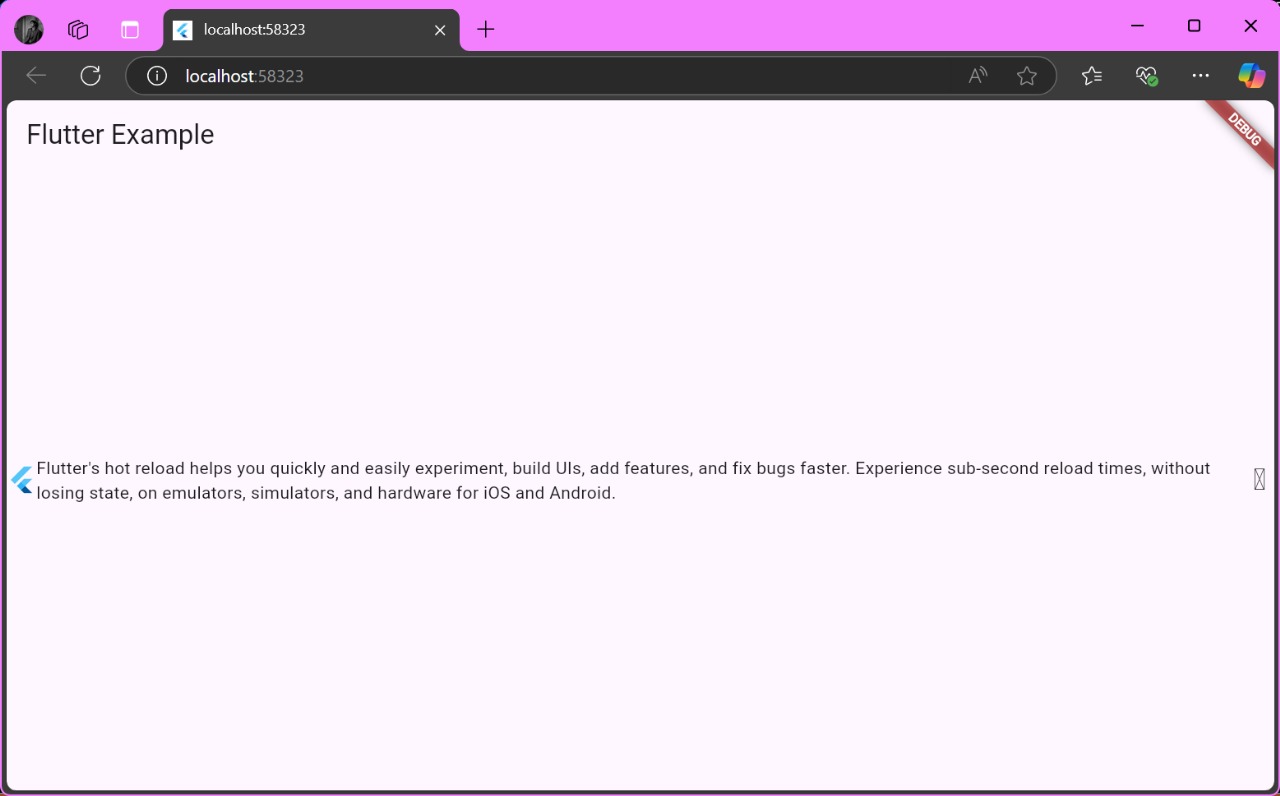 localhost:58323
localhost:58323
Flutter Example
DEBUG
Flutter's hot reload helps you quickly and easily experiment, build UIs, add features, and fix bugs faster. Experience sub-second reload times, without
losing state, on emulators, simulators, and hardware for iOS and Android.